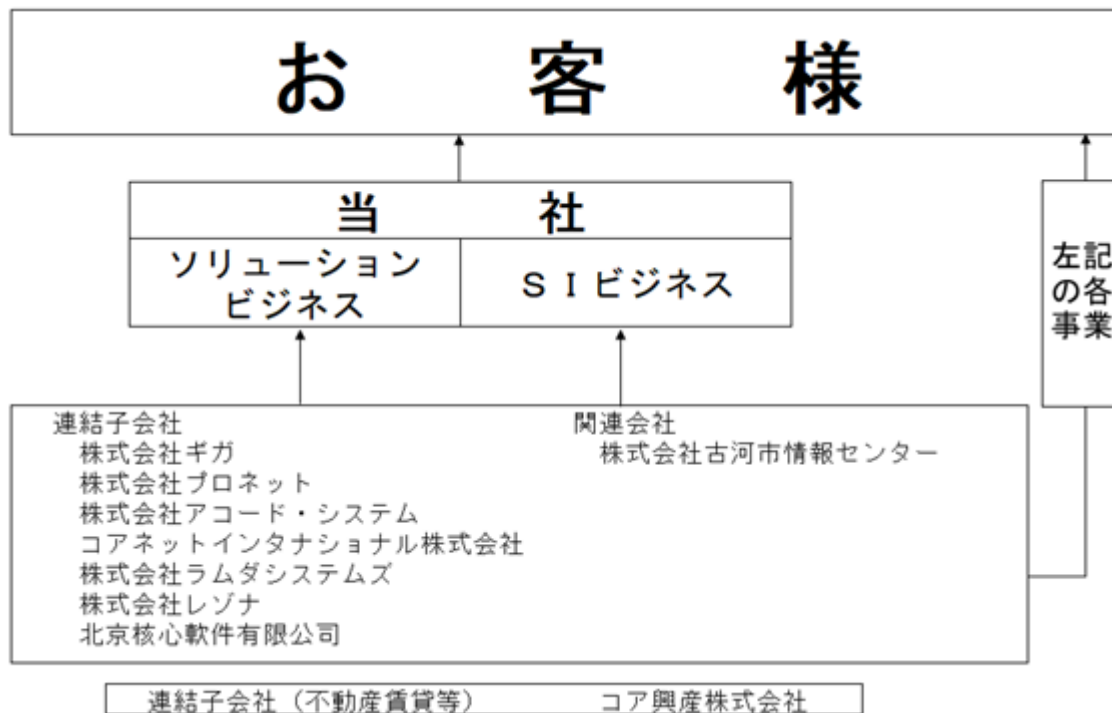 お客様
当社
ソリューション
ビジネス
ＳＩビジネス
左記
の各
事業
連結子会社
株式会社ギガ
株式会社プロネット
株式会社アコード・システム
コアネットインタナショナル株式会社
株式会社ラムダシステムズ
株式会社レゾナ
北京核心軟件有限公司
関連会社
株式会社古河市情報センター
連結子会社（不動産賃貸等） コア興産株式会社